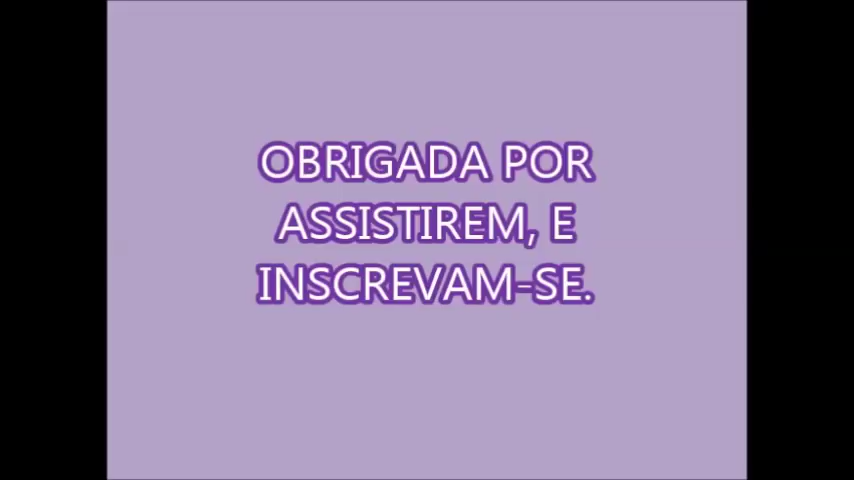 OBRIGADA POR
ASSISTIREM, E
INSCREVAM-SE.